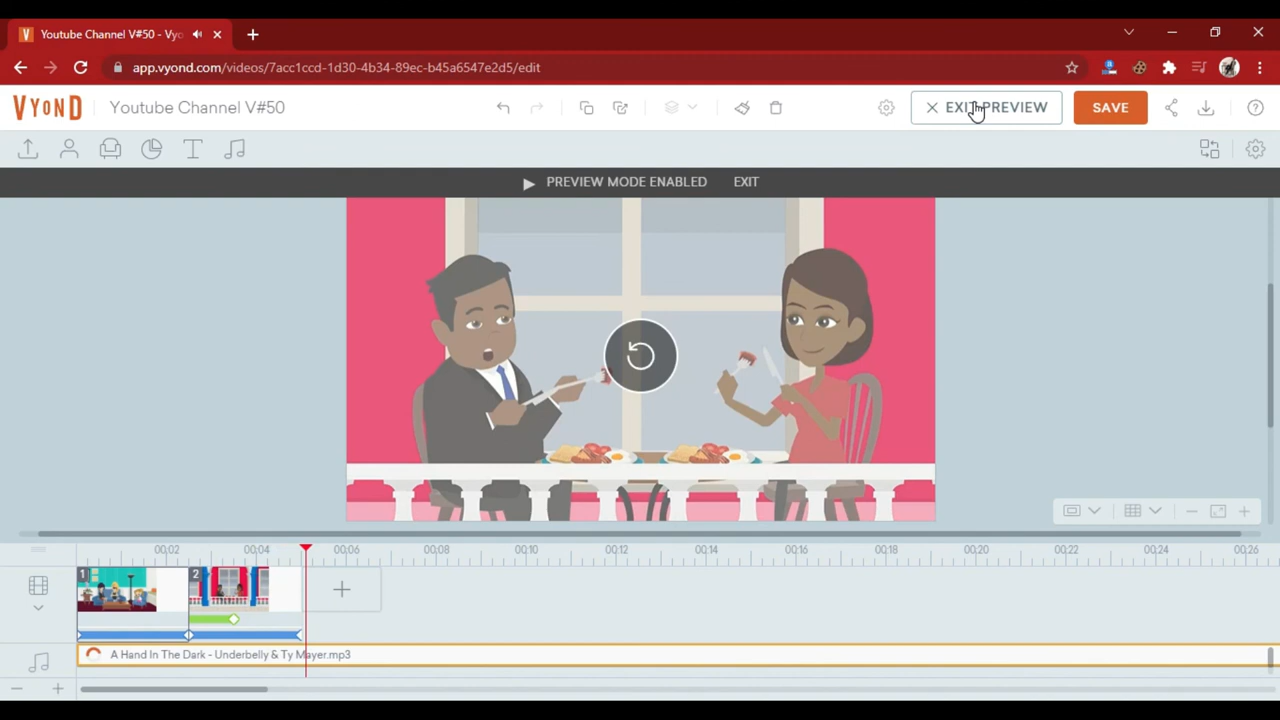 Youtube Channel V#50 - Vyo
app.vyond.com/videos/7acc1ccd-1d30-4b34-89ec-b45a6547e2d5/edit
VYOND
Youtube Channel V#50
EXIT PREVIEW
SAVE
PREVIEW MODE ENABLED EXIT
00:02 00:04 00:06 00:08 00:10 00:12 00:14 00:16 00:18 00:20 00:22 00:24 00:26
1 2
A Hand In The Dark - Underbelly & Ty Mayer.mp3